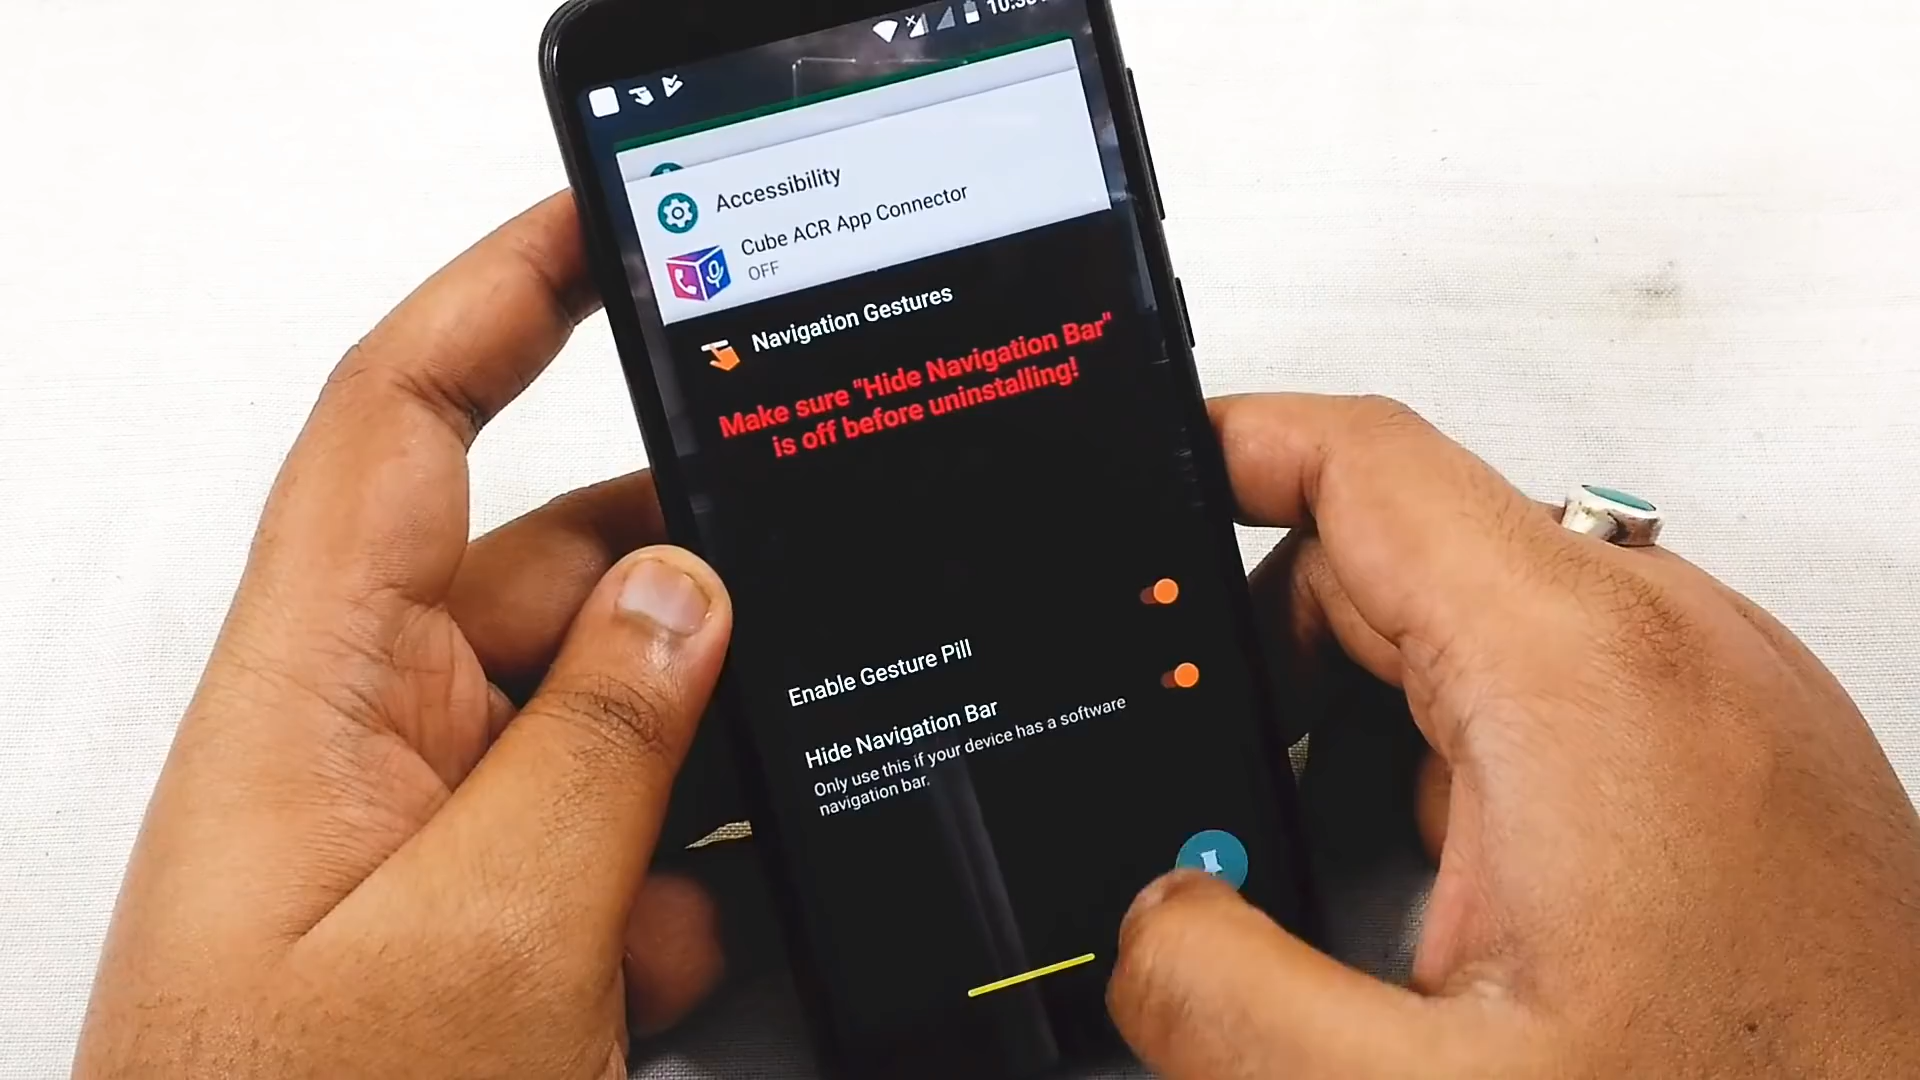 Accessibility
Cube ACR App Connector
OFF
Navigation Gestures
Make sure "Hide Navigation Bar"
is off before uninstalling!
Enable Gesture Pill
Hide Navigation Bar
Only use this if your device has a software
navigation bar.